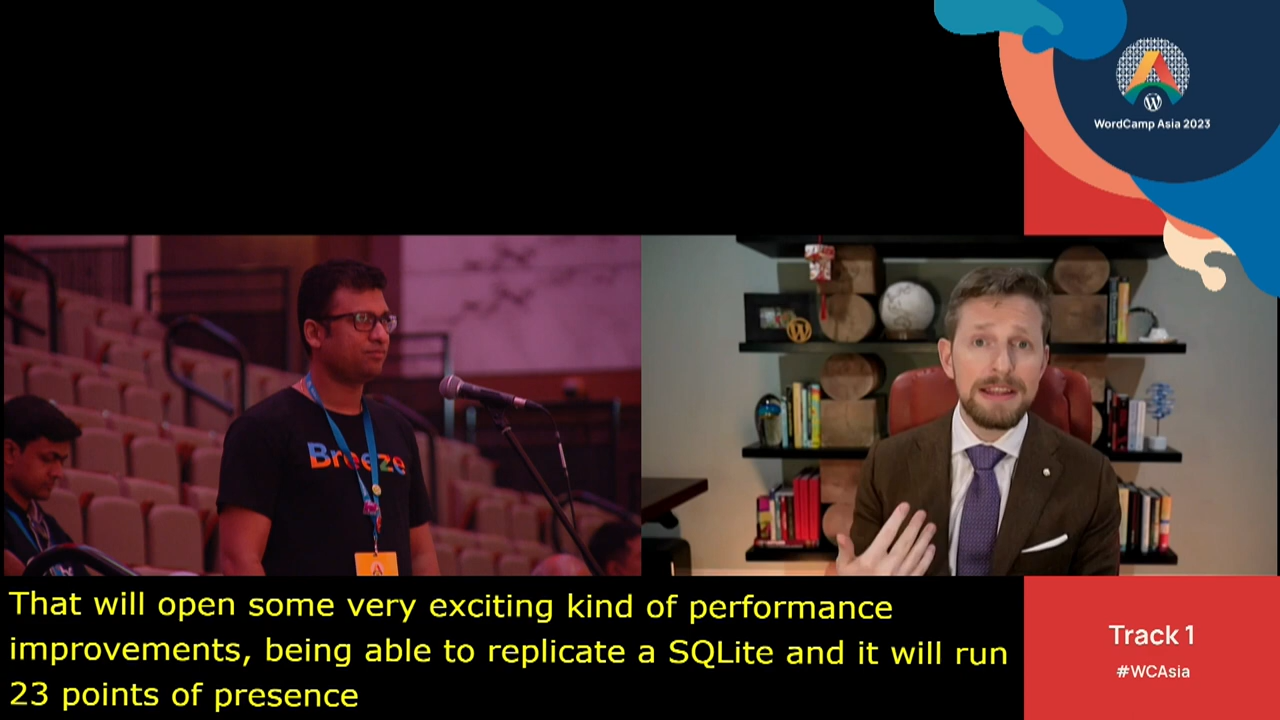 WordCamp Asia 2023
Breeze
That will open some very exciting kind of performance
improvements, being able to replicate a SQLite and it will run
23 points of presence
Track 1
#WCAsia